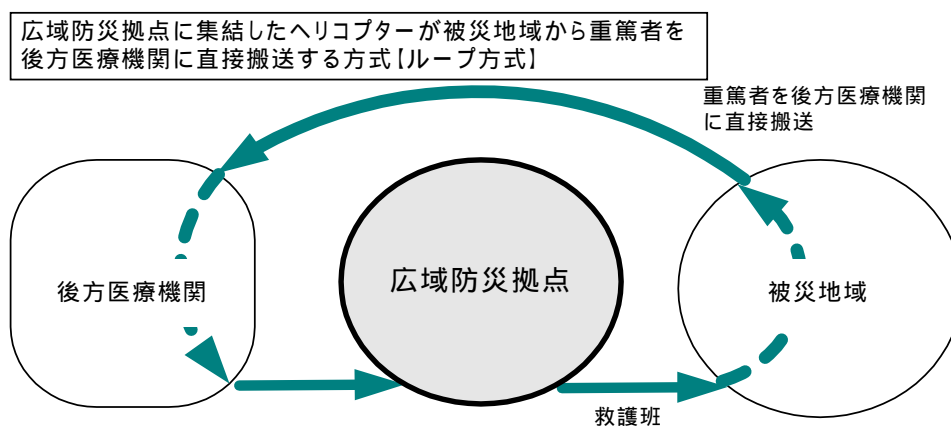 広域防災拠点に集結したヘリコプターが被災地域から重篤者を
後方医療機関に直接搬送する方式【ループ方式】
重篤者を後方医療機関
に直接搬送
後方医療機関
広域防災拠点
被災地域
救護班